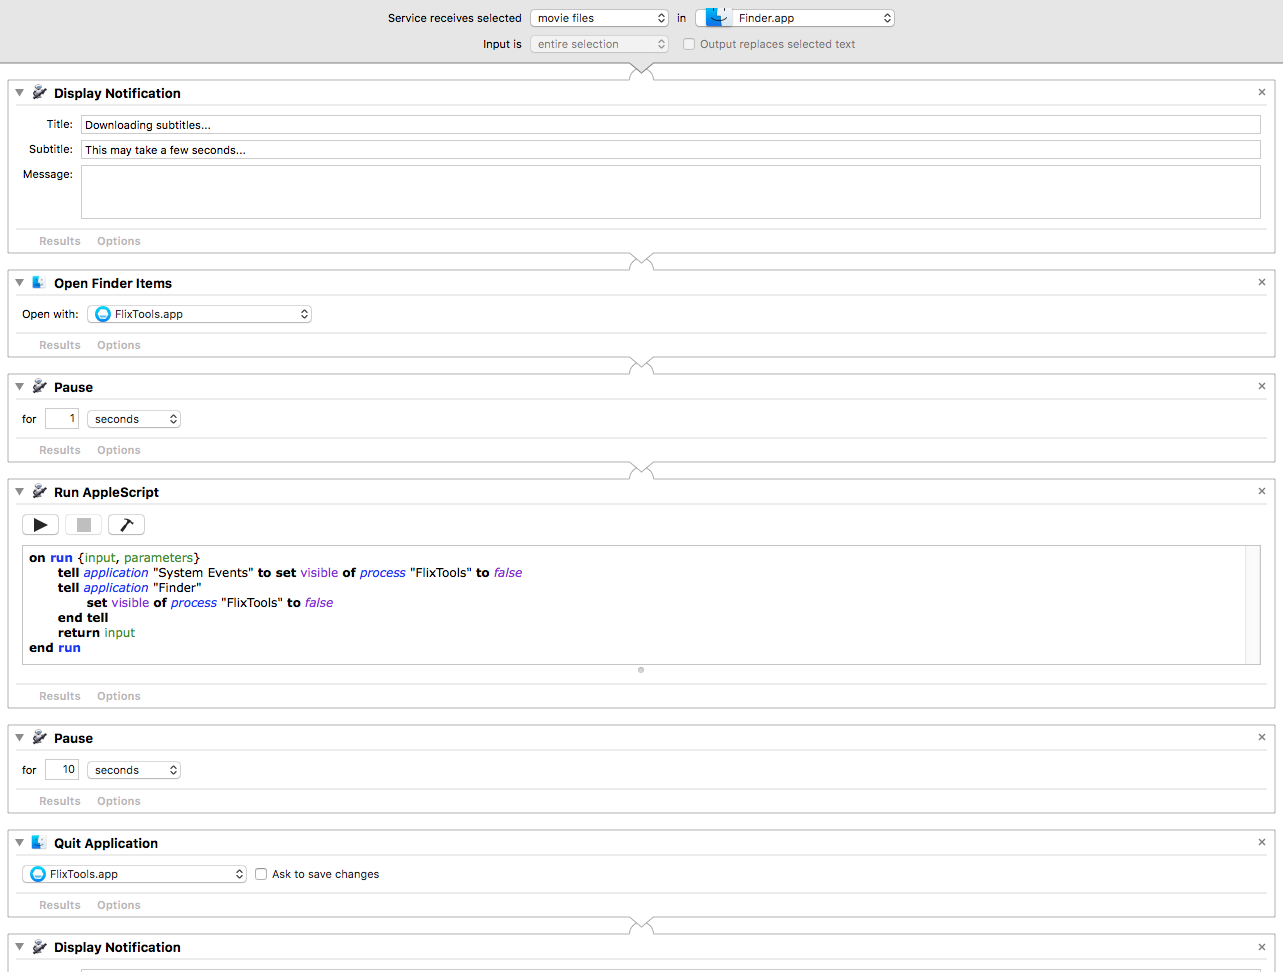 Service receives selected movie files in Finder.app
Input is entire selection Output replaces selected text
Display Notification
Title: Downloading subtitles...
Subtitle: This may take a few seconds...
Message:
Results Options
Open Finder Items
Open with: FlixTools.app
Results Options
Pause
for 1 seconds
Results Options
Run AppleScript
on run {input, parameters}
tell application "System Events" to set visible of process "FlixTools" to false
tell application "Finder"
set visible of process "FlixTools" to false
end tell
return input
end run
Results Options
Pause
for 10 seconds
Results Options
Quit Application
FlixTools.app Ask to save changes
Results Options
Display Notification